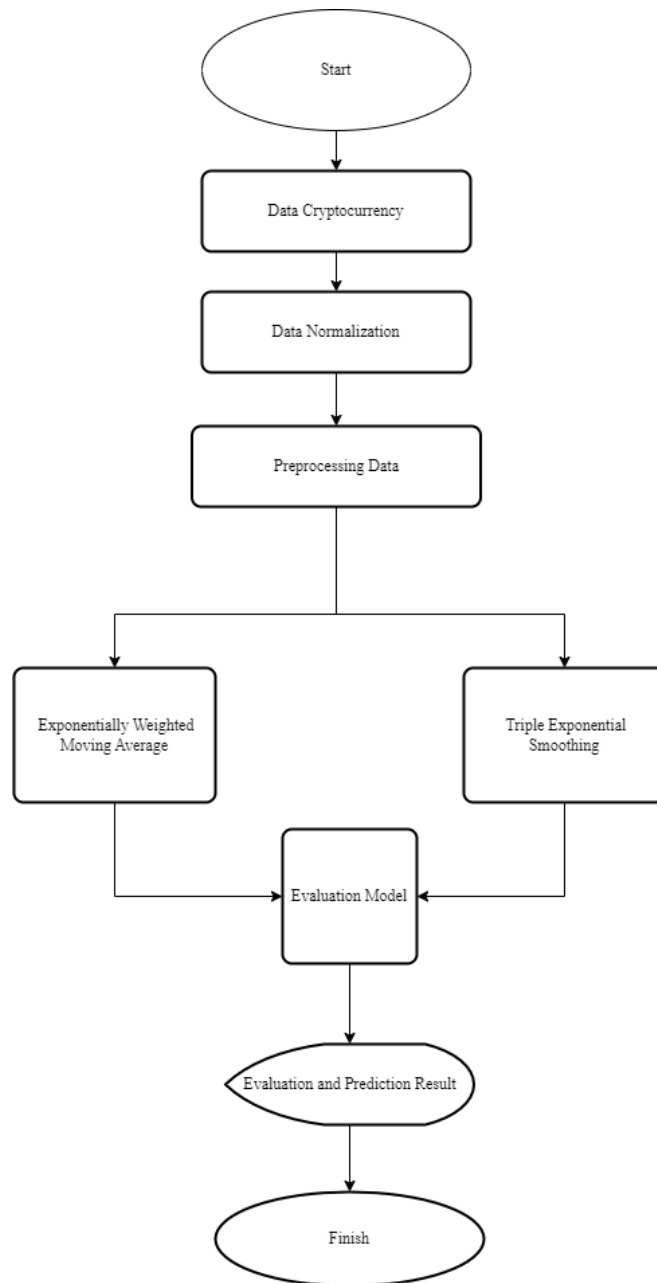 Start
Data Cryptocurrency
Data Normalization
Preprocessing Data
Exponentially Weighted
Moving Average
Triple Exponential
Smoothing
Evaluation Model
Evaluation and Prediction Result
Finish